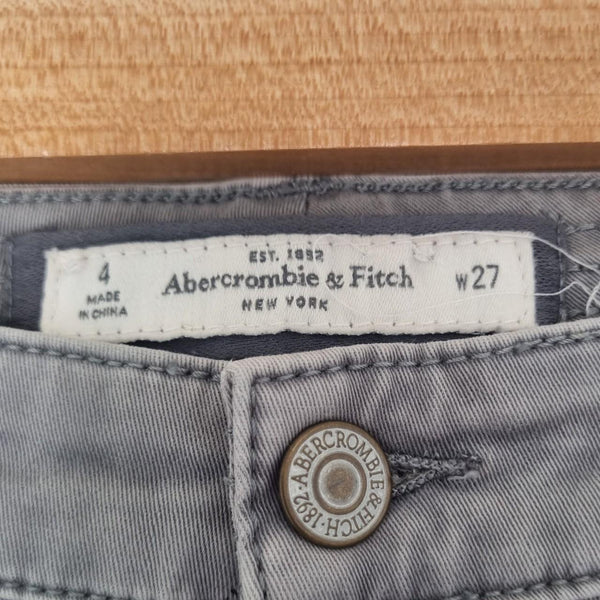 EST. 1892
4
Abercrombie & Fitch
W27
MADE
IN CHINA
NEW YORK
ABERCROMBIE & FITCH · 1892 ·